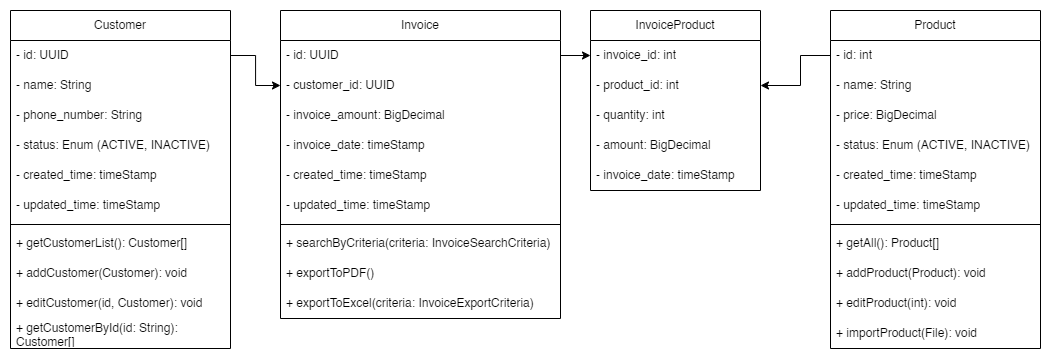 Customer
- id: UUID
- name: String
- phone_number: String
- status: Enum (ACTIVE, INACTIVE)
- created_time: timeStamp
- updated_time: timeStamp
+ getCustomerList(): Customer[]
+ addCustomer(Customer): void
+ editCustomer(id, Customer): void
+ getCustomerById(id: String):
Customer[]
Invoice
- id: UUID
- customer_id: UUID
- invoice_amount: BigDecimal
- invoice_date: timeStamp
- created_time: timeStamp
- updated_time: timeStamp
+ searchByCriteria(criteria: InvoiceSearchCriteria)
+ exportToPDF()
+ exportToExcel(criteria: InvoiceExportCriteria)
InvoiceProduct
- invoice_id: int
- product_id: int
- quantity: int
- amount: BigDecimal
- invoice_date: timeStamp
Product
- id: int
- name: String
- price: BigDecimal
- status: Enum (ACTIVE, INACTIVE)
- created_time: timeStamp
- updated_time: timeStamp
+ getAll(): Product[]
+ addProduct(Product): void
+ editProduct(int): void
+ importProduct(File): void